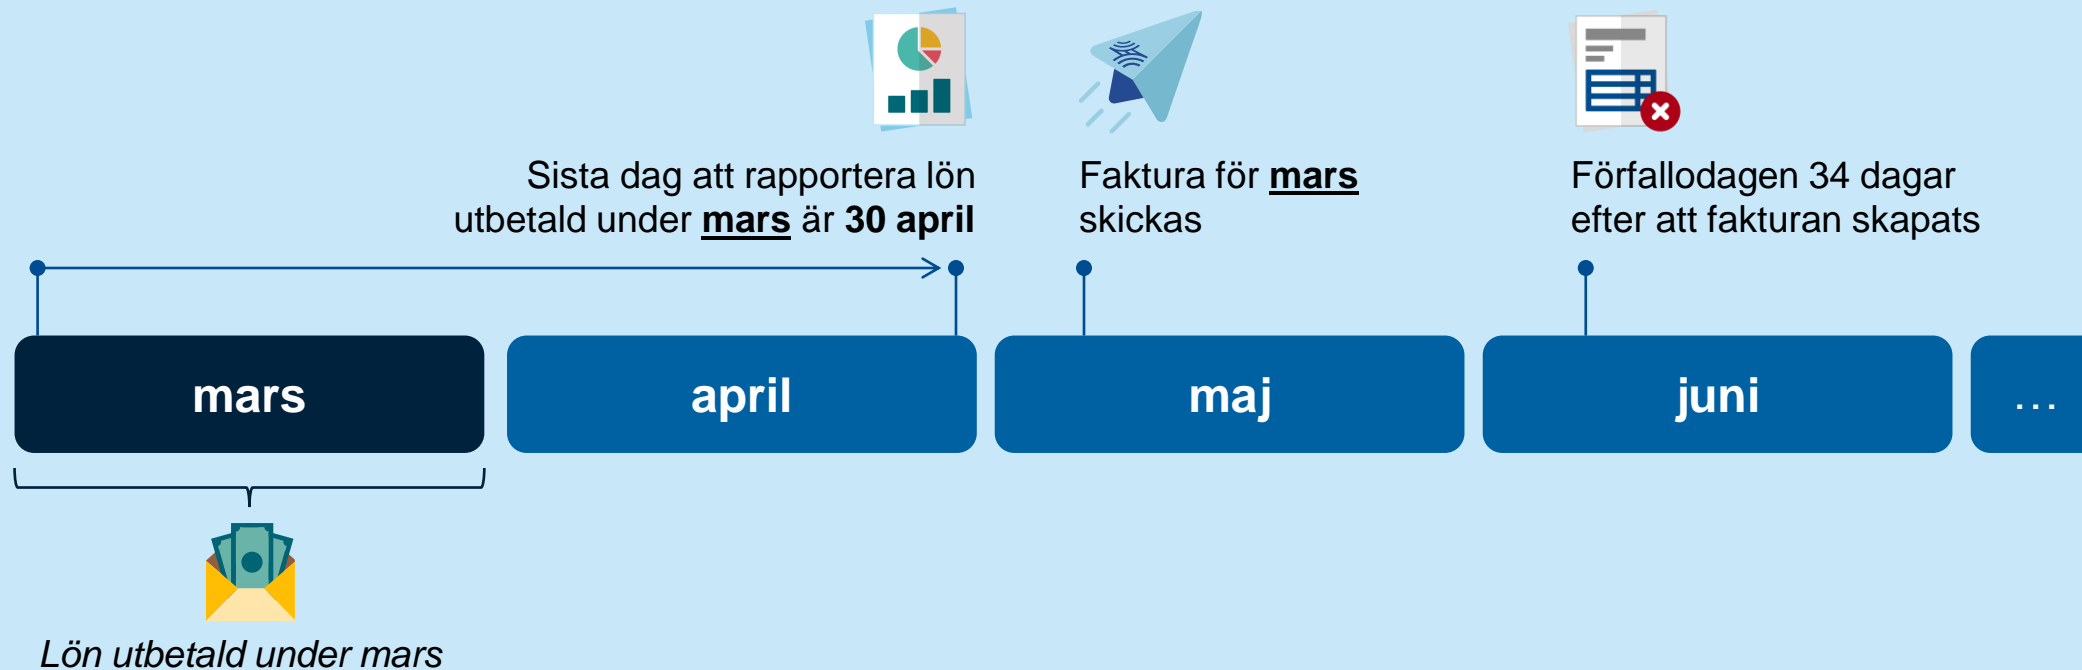 Sista dag att rapportera lön
utbetald under mars är 30 april
Faktura för mars
skickas
Förfallodagen 34 dagar
efter att fakturan skapats
mars
april
maj
juni
...
Lön utbetald under mars